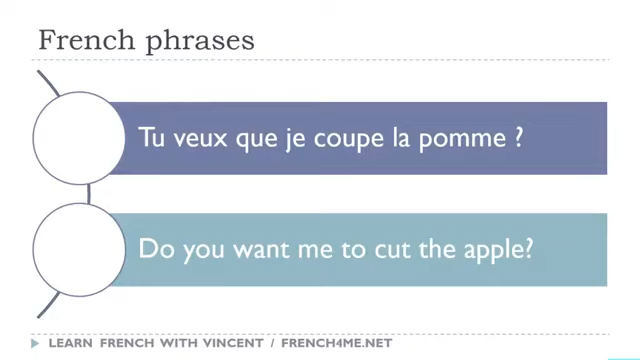 French phrases
Tu veux que je coupe la pomme ?
Do you want me to cut the apple?
LEARN FRENCH WITH VINCENT / FRENCH4ME.NET